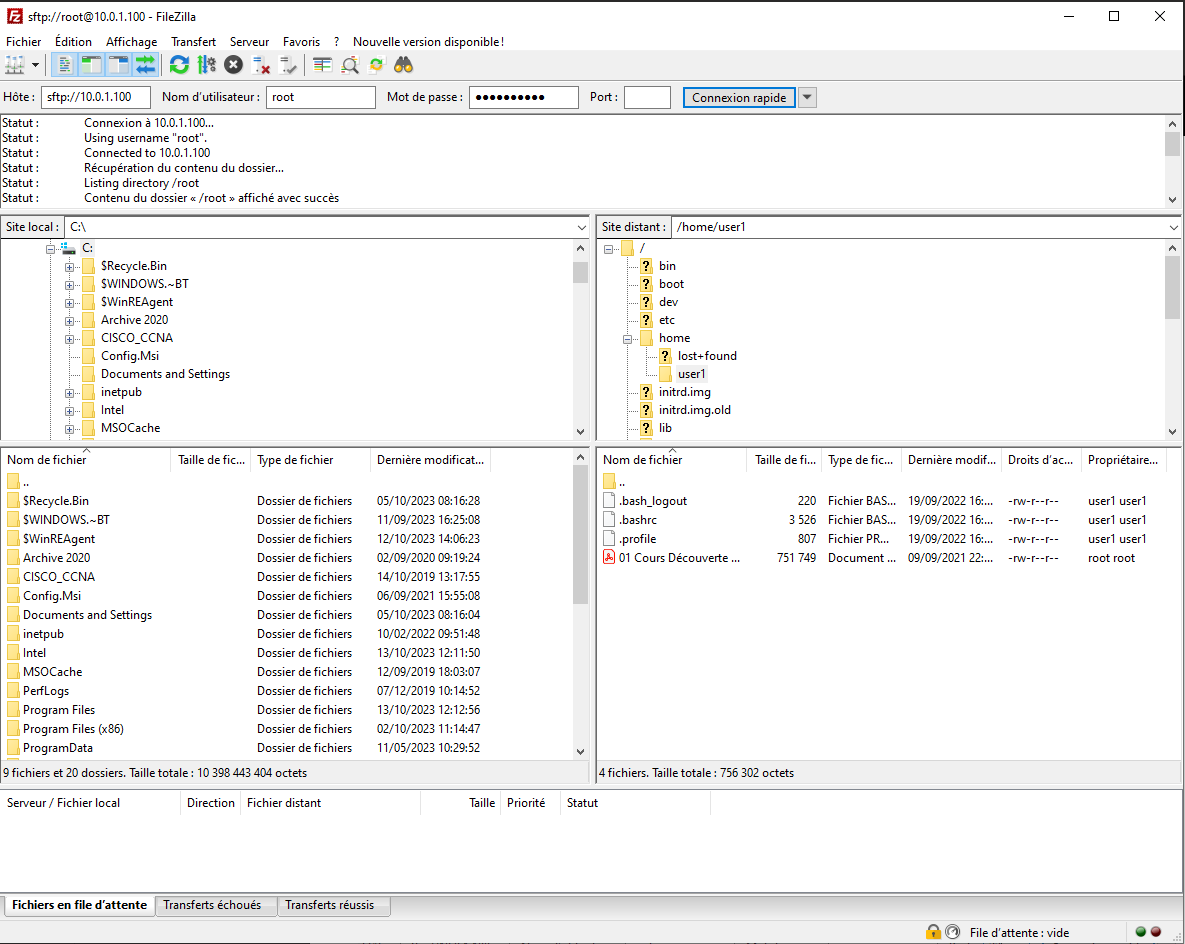 sftp://root@10.0.1.100 - FileZilla
Fichier Édition Affichage Transfert Serveur Favoris ? Nouvelle version disponible!
Hôte : sftp://10.0.1.100 Nom d'utilisateur : root Mot de passe : ●●●●●●●●●● Port : Connexion rapide
Statut : Connexion à 10.0.1.100...
Statut : Using username "root".
Statut : Connected to 10.0.1.100
Statut : Récupération du contenu du dossier...
Statut : Listing directory /root
Statut : Contenu du dossier « /root » affiché avec succès
Site local : C:\
C:
$Recycle.Bin
$WINDOWS.~BT
$WinREAgent
Archive 2020
CISCO_CCNA
Config.Msi
Documents and Settings
inetpub
Intel
MSOCache
Site distant : /home/user1
/
? bin
? boot
? dev
? etc
home
? lost+found
user1
? initrd.img
? initrd.img.old
? lib
Nom de fichier Taille de fic... Type de fichier Dernière modificat...
..
$Recycle.Bin Dossier de fichiers 05/10/2023 08:16:28
$WINDOWS.~BT Dossier de fichiers 11/09/2023 16:25:08
$WinREAgent Dossier de fichiers 12/10/2023 14:06:23
Archive 2020 Dossier de fichiers 02/09/2020 09:19:24
CISCO_CCNA Dossier de fichiers 14/10/2019 13:17:55
Config.Msi Dossier de fichiers 06/09/2021 15:55:08
Documents and Settings Dossier de fichiers 05/10/2023 08:16:04
inetpub Dossier de fichiers 10/02/2022 09:51:48
Intel Dossier de fichiers 13/10/2023 12:11:50
MSOCache Dossier de fichiers 12/09/2019 18:03:07
PerfLogs Dossier de fichiers 07/12/2019 10:14:52
Program Files Dossier de fichiers 13/10/2023 12:12:56
Program Files (x86) Dossier de fichiers 02/10/2023 11:14:47
ProgramData Dossier de fichiers 11/05/2023 10:29:52
9 fichiers et 20 dossiers. Taille totale : 10 398 443 404 octets
Nom de fichier Taille de fi... Type de fic... Dernière modif... Droits d'ac... Propriétaire...
..
.bash_logout 220 Fichier BAS... 19/09/2022 16:... -rw-r--r-- user1 user1
.bashrc 3 526 Fichier BAS... 19/09/2022 16:... -rw-r--r-- user1 user1
.profile 807 Fichier PR... 19/09/2022 16:... -rw-r--r-- user1 user1
01 Cours Découverte ... 751 749 Document ... 09/09/2021 22:... -rw-r--r-- root root
4 fichiers. Taille totale : 756 302 octets
Serveur / Fichier local Direction Fichier distant Taille Priorité Statut
Fichiers en file d'attente Transferts échoués Transferts réussis
File d'attente : vide